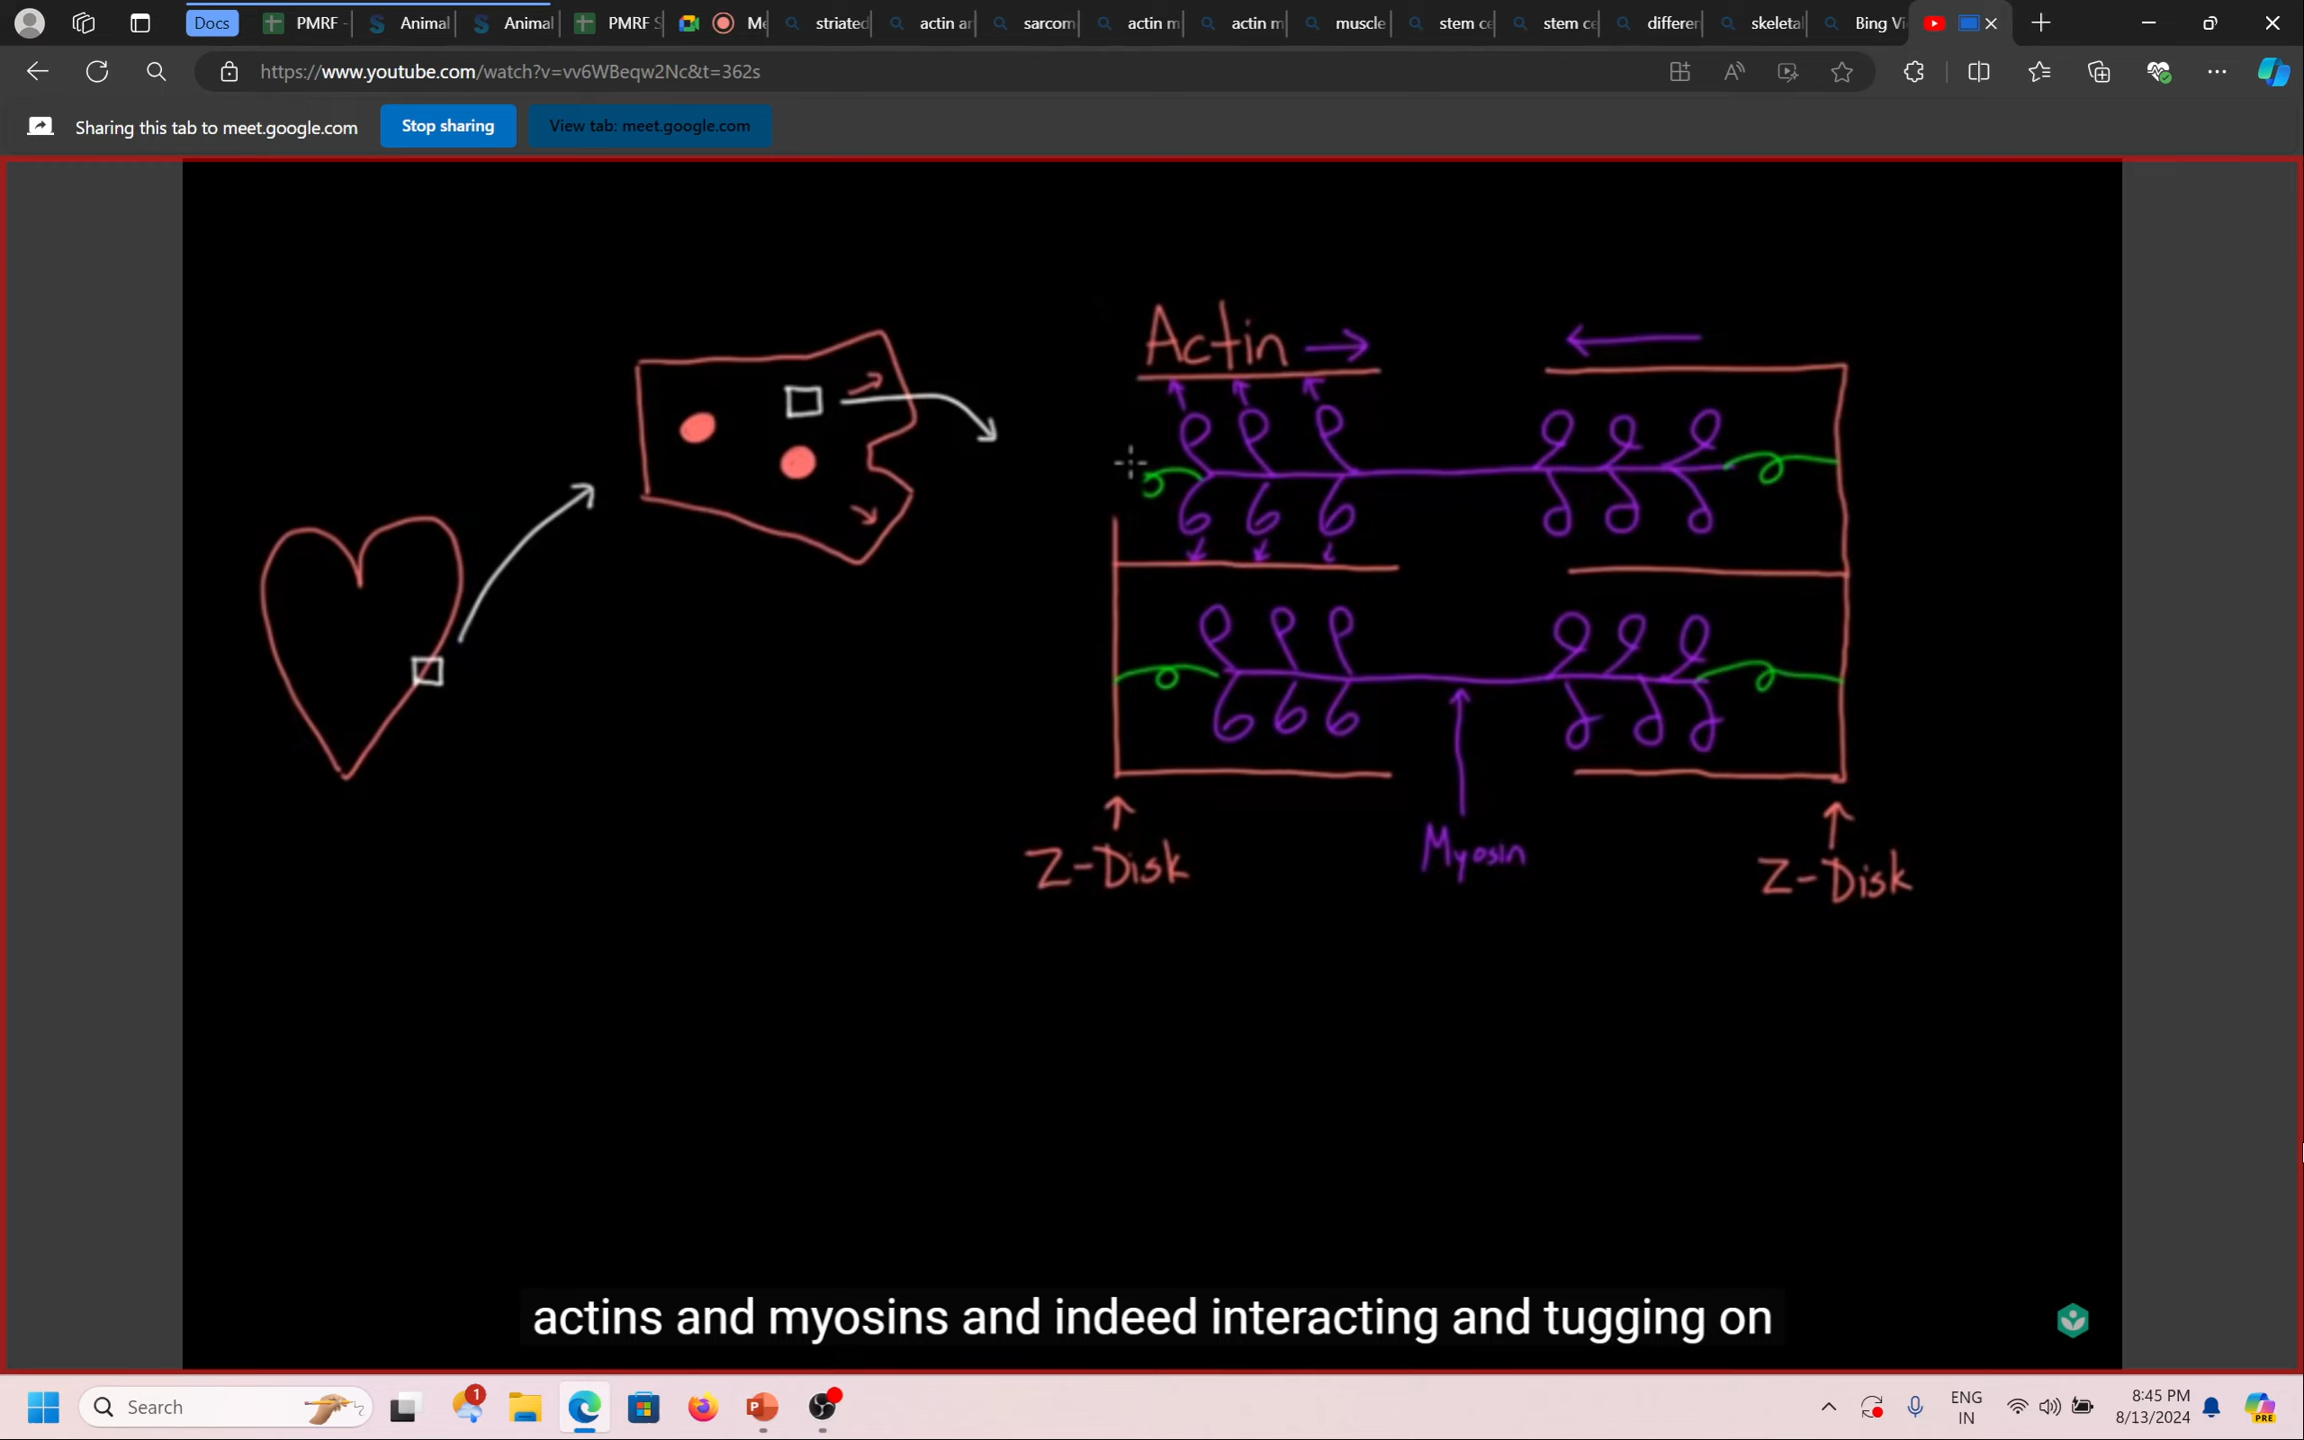 Docs
PMRF -
Animal
Animal
PMRF S
Me
striated
actin ar
sarcom
actin m
actin m
muscle
stem ce
stem ce
differer
skeletal
Bing Vi
https://www.youtube.com/watch?v=vv6WBeqw2Nc&t=362s
Sharing this tab to meet.google.com
Stop sharing
View tab: meet.google.com
Actin
Z-Disk
Myosin
Z-Disk
actins and myosins and indeed interacting and tugging on
Search
1
ENG
IN
8:45 PM
8/13/2024
PRE